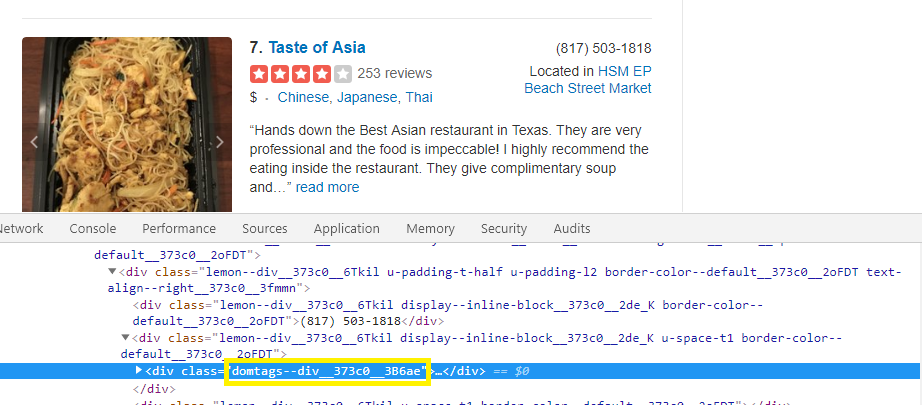 7. Taste of Asia
(817) 503-1818
253 reviews
Located in HSM EP
Beach Street Market
$ · Chinese, Japanese, Thai
“Hands down the Best Asian restaurant in Texas. They are very
professional and the food is impeccable! I highly recommend the
eating inside the restaurant. They give complimentary soup
and…” read more
Network Console Performance Sources Application Memory Security Audits
default__373c0__2oFDT">
<div class="lemon--div__373c0__6Tkil u-padding-t-half u-padding-l2 border-color--default__373c0__2oFDT text-
align--right__373c0__3fmmn">
<div class="lemon--div__373c0__6Tkil display--inline-block__373c0__2de_K border-color--
default__373c0__2oFDT">(817) 503-1818</div>
<div class="lemon--div__373c0__6Tkil display--inline-block__373c0__2de_K u-space-t1 border-color--
default__373c0__2oFDT">
<div class="domtags--div__373c0__3B6ae">…</div> == $0
</div>